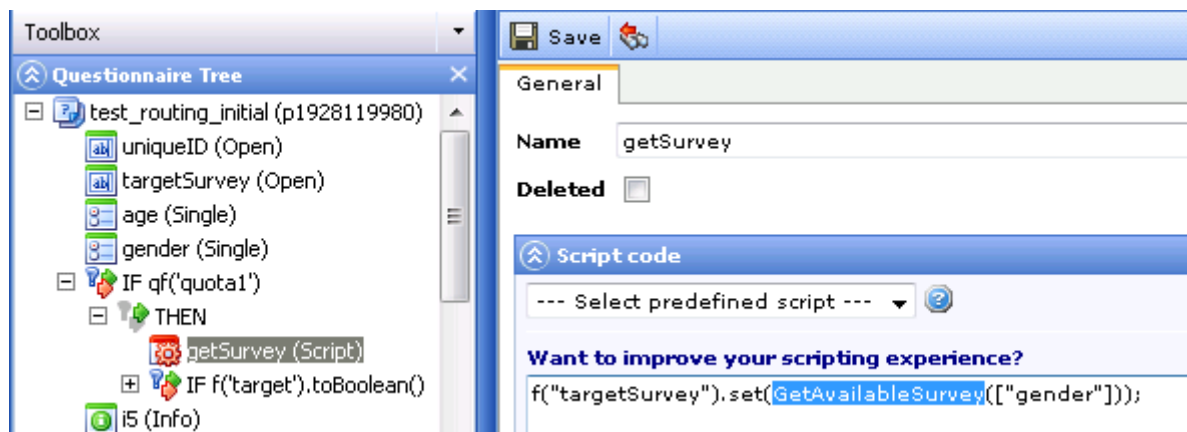 Toolbox
Questionnaire Tree
test_routing_initial (p1928119980)
uniqueID (Open)
targetSurvey (Open)
age (Single)
gender (Single)
IF qf('quota1')
THEN
getSurvey (Script)
IF f('target').toBoolean()
i5 (Info)
Save
General
Name getSurvey
Deleted
Script code
--- Select predefined script ---
Want to improve your scripting experience?
f("targetSurvey").set(GetAvailableSurvey(["gender"]));